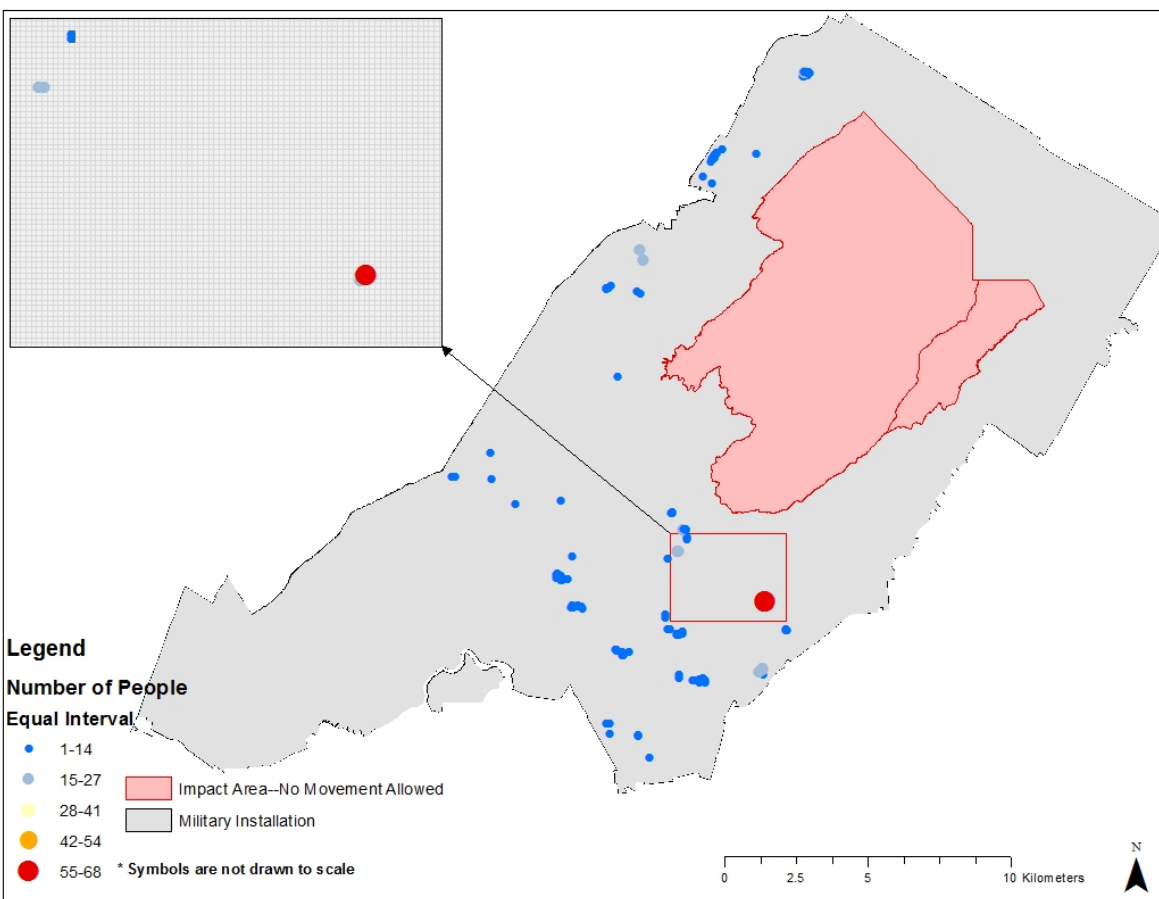 Legend
Number of People
Equal Interval
1-14
15-27
28-41
42-54
55-68
Impact Area--No Movement Allowed
Military Installation
* Symbols are not drawn to scale
0 2.5 5 10 Kilometers
N